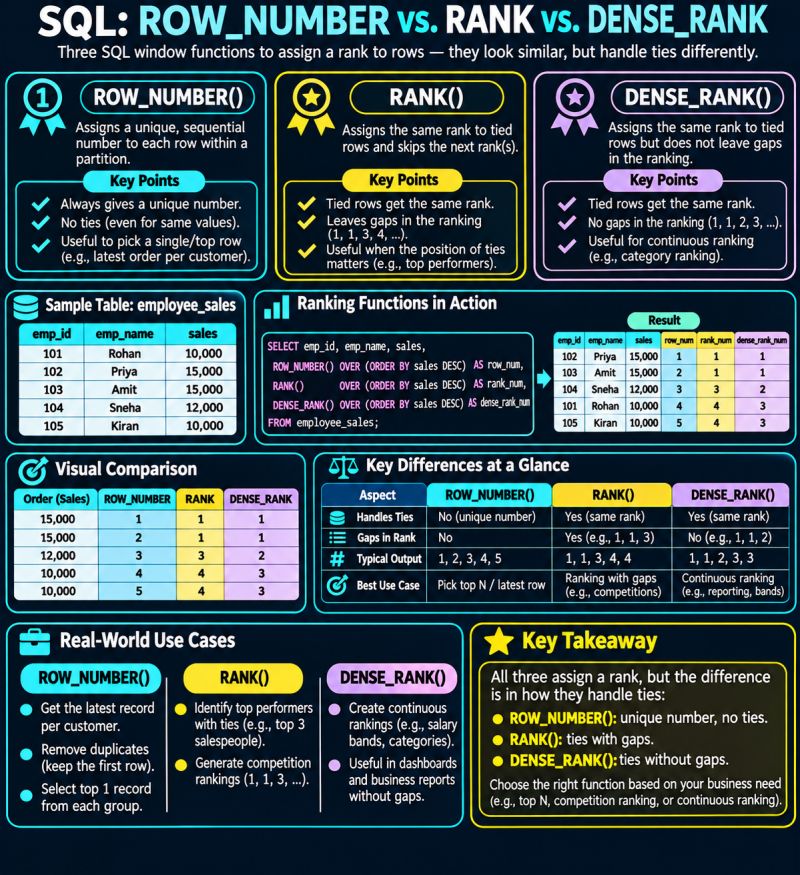 SQL: ROW_NUMBER vs. RANK vs. DENSE_RANK
Three SQL window functions to assign a rank to rows — they look similar, but handle ties differently.
1
ROW_NUMBER()
Assigns a unique, sequential
number to each row within a
partition.
Key Points
Always gives a unique number.
No ties (even for same values).
Useful to pick a single/top row
(e.g., latest order per customer).
RANK()
Assigns the same rank to tied
rows and skips the next rank(s).
Key Points
Tied rows get the same rank.
Leaves gaps in the ranking
(1, 1, 3, 4, ...).
Useful when the position of ties
matters (e.g., top performers).
DENSE_RANK()
Assigns the same rank to tied
rows but does not leave gaps
in the ranking.
Key Points
Tied rows get the same rank.
No gaps in the ranking (1, 1, 2, 3, ...).
Useful for continuous ranking
(e.g., category ranking).
Sample Table: employee_sales
emp_id emp_name sales
101 Rohan 10,000
102 Priya 15,000
103 Amit 15,000
104 Sneha 12,000
105 Kiran 10,000
Ranking Functions in Action
SELECT emp_id, emp_name, sales,
ROW_NUMBER() OVER (ORDER BY sales DESC) AS row_num,
RANK() OVER (ORDER BY sales DESC) AS rank_num,
DENSE_RANK() OVER (ORDER BY sales DESC) AS dense_rank_num
FROM employee_sales;
Result
emp_id emp_name sales row_num rank_num dense_rank_num
102 Priya 15,000 1 1 1
103 Amit 15,000 2 1 1
104 Sneha 12,000 3 3 2
101 Rohan 10,000 4 4 3
105 Kiran 10,000 5 4 3
Visual Comparison
Order (Sales) ROW_NUMBER RANK DENSE_RANK
15,000 1 1 1
15,000 2 1 1
12,000 3 3 2
10,000 4 4 3
10,000 5 4 3
Key Differences at a Glance
Aspect ROW_NUMBER() RANK() DENSE_RANK()
Handles Ties No (unique number) Yes (same rank) Yes (same rank)
Gaps in Rank No Yes (e.g., 1, 1, 3) No (e.g., 1, 1, 2)
# Typical Output 1, 2, 3, 4, 5 1, 1, 3, 4, 4 1, 1, 2, 3, 3
Best Use Case Pick top N / latest row Ranking with gaps Continuous ranking
(e.g., competitions) (e.g., reporting, bands)
Real-World Use Cases
ROW_NUMBER()
Get the latest record
per customer.
Remove duplicates
(keep the first row).
Select top 1 record
from each group.
RANK()
Identify top performers
with ties (e.g., top 3
salespeople).
Generate competition
rankings (1, 1, 3, ...).
DENSE_RANK()
Create continuous
rankings (e.g., salary
bands, categories).
Useful in dashboards
and business reports
without gaps.
Key Takeaway
All three assign a rank, but the difference
is in how they handle ties:
ROW_NUMBER(): unique number, no ties.
RANK(): ties with gaps.
DENSE_RANK(): ties without gaps.
Choose the right function based on your business need
(e.g., top N, competition ranking, or continuous ranking).